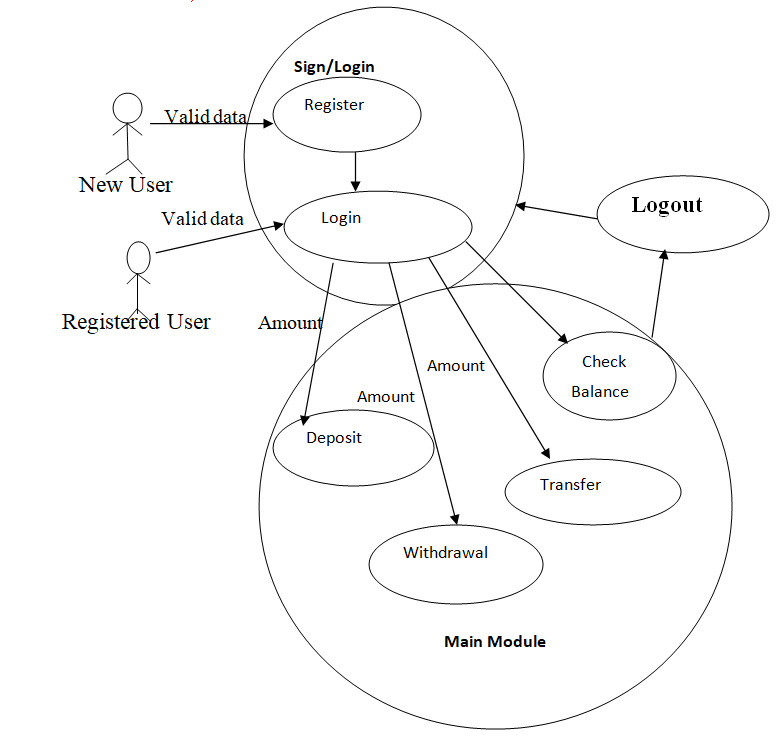 Sign/Login
Register
Valid data
New User
Login
Valid data
Logout
Registered User
Amount
Check
Balance
Amount
Amount
Deposit
Transfer
Withdrawal
Main Module